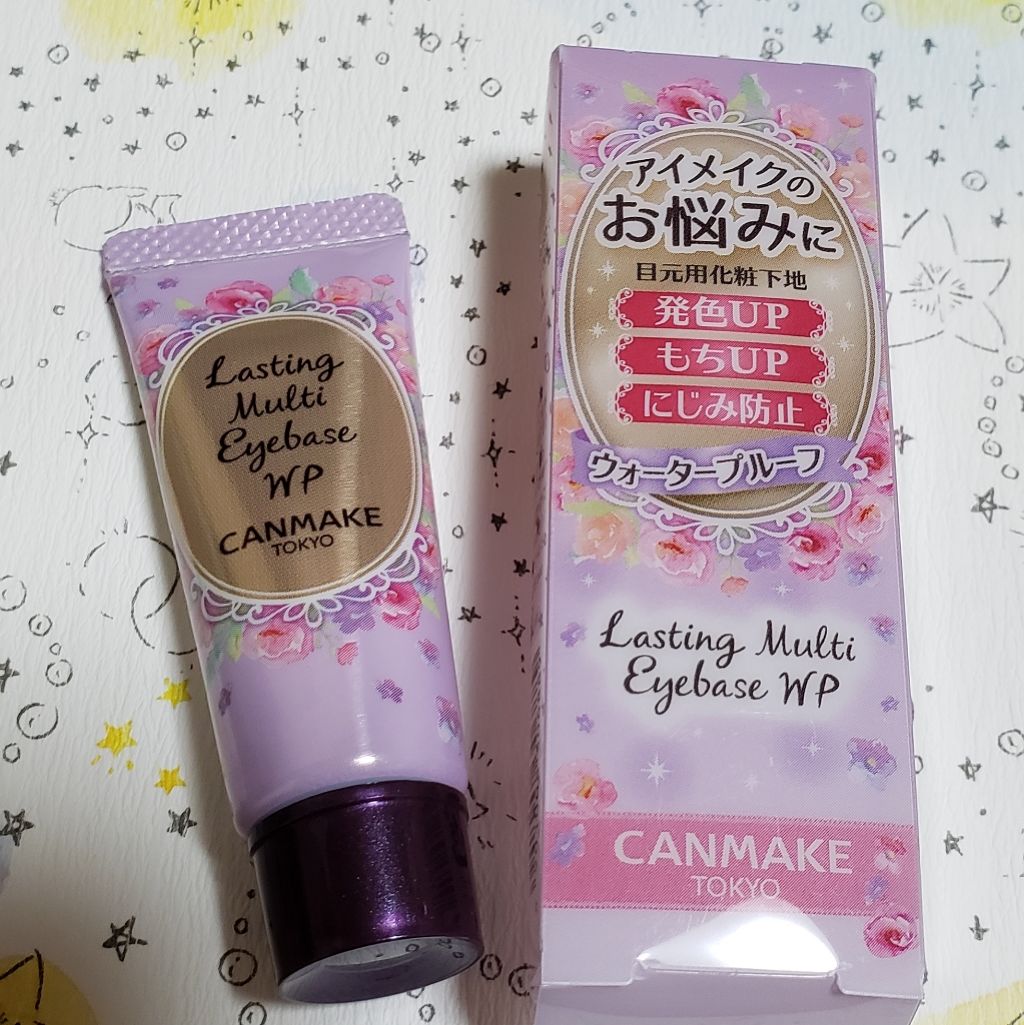 Lasting
Multi
Eyebase
WP
CANMAKE
TOKYO
アイメイクの
お悩みに
目元用化粧下地
発色UP
もちUP
にじみ防止
ウォータープルーフ
Lasting Multi
Eyebase WP
CANMAKE
TOKYO